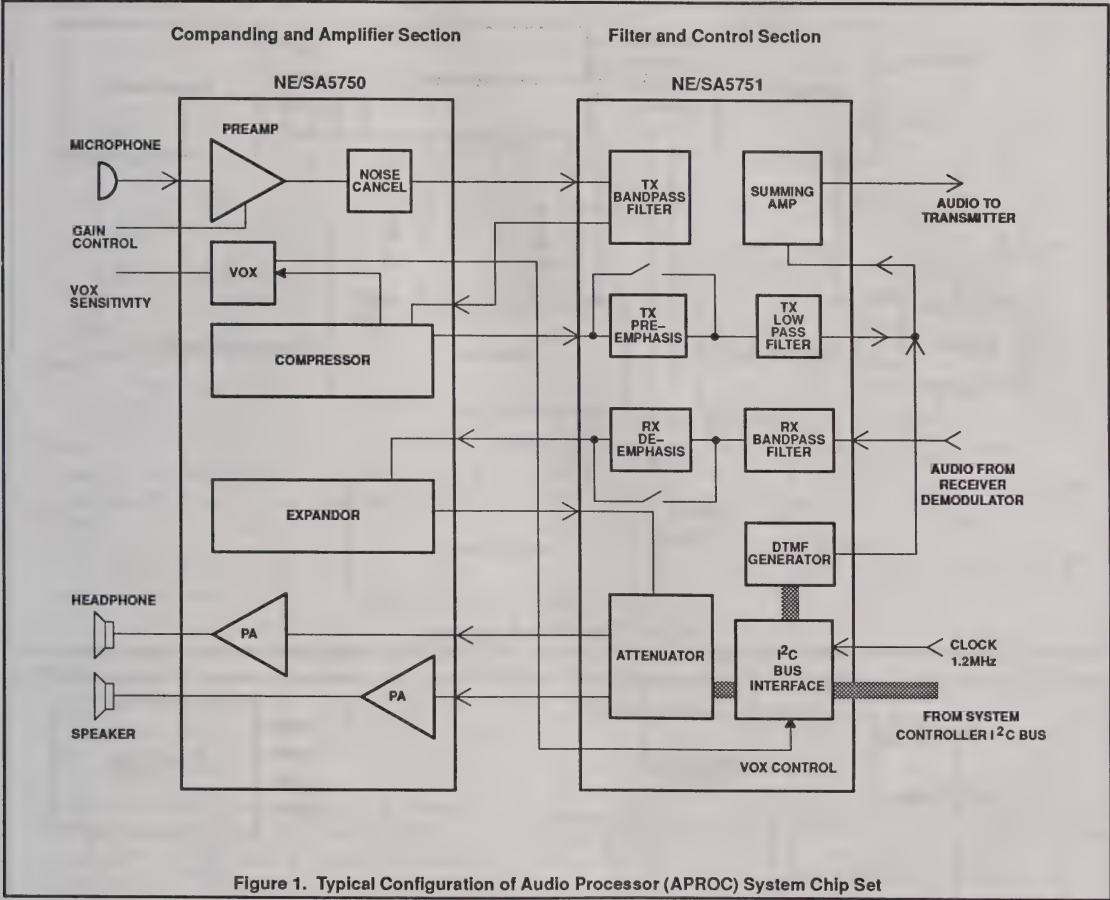 Companding and Amplifier Section
Filter and Control Section
NE/SA5750
NE/SA5751
MICROPHONE
PREAMP
NOISE
CANCEL
GAIN
CONTROL
VOX
VOX
SENSITIVITY
COMPRESSOR
EXPANDOR
HEADPHONE
PA
PA
SPEAKER
TX
BANDPASS
FILTER
SUMMING
AMP
AUDIO TO
TRANSMITTER
TX
PRE–
EMPHASIS
TX
LOW
PASS
FILTER
RX
DE–
EMPHASIS
RX
BANDPASS
FILTER
AUDIO FROM
RECEIVER
DEMODULATOR
DTMF
GENERATOR
ATTENUATOR
I²C
BUS
INTERFACE
CLOCK
1.2MHz
FROM SYSTEM
CONTROLLER I²C BUS
VOX CONTROL
Figure 1. Typical Configuration of Audio Processor (APROC) System Chip Set